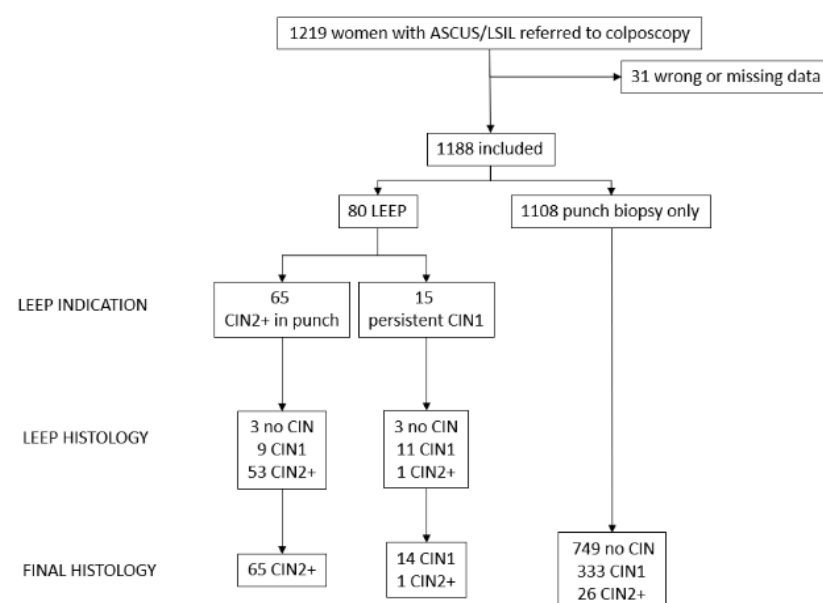 1219 women with ASCUS/LSIL referred to colposcopy
31 wrong or missing data
1188 included
80 LEEP
1108 punch biopsy only
LEEP INDICATION
65
CIN2+ in punch
15
persistent CIN1
LEEP HISTOLOGY
3 no CIN
9 CIN1
53 CIN2+
3 no CIN
11 CIN1
1 CIN2+
FINAL HISTOLOGY
65 CIN2+
14 CIN1
1 CIN2+
749 no CIN
333 CIN1
26 CIN2+